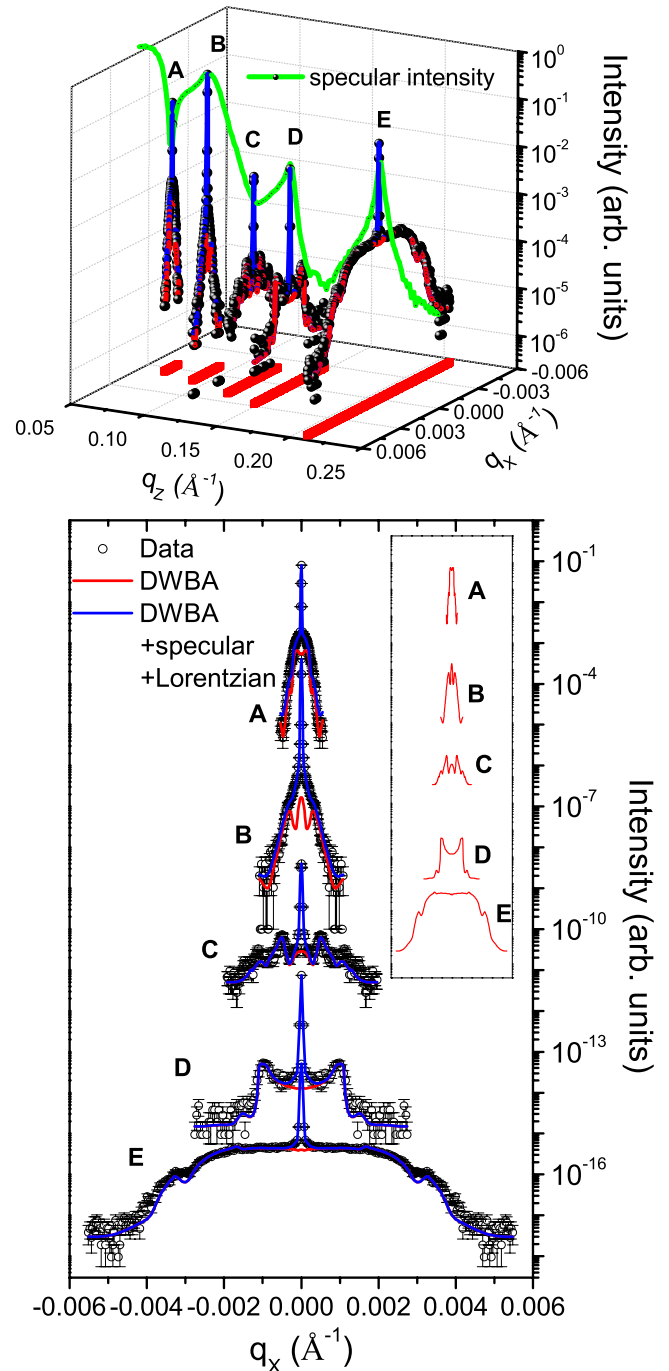 A
B
specular intensity
C
D
E
10^0
10^-1
10^-2
10^-3
10^-4
10^-5
10^-6
Intensity (arb. units)
-0.006
-0.003
0.000
0.003
0.006
q_x (Å^-1)
0.05
0.10
0.15
0.20
0.25
q_z (Å^-1)
Data
DWBA
DWBA
+specular
+Lorentzian
A
B
C
D
E
A
B
C
D
E
10^-1
10^-4
10^-7
10^-10
10^-13
10^-16
Intensity (arb. units)
-0.006 -0.004 -0.002 0.000 0.002 0.004 0.006
q_x (Å^-1)